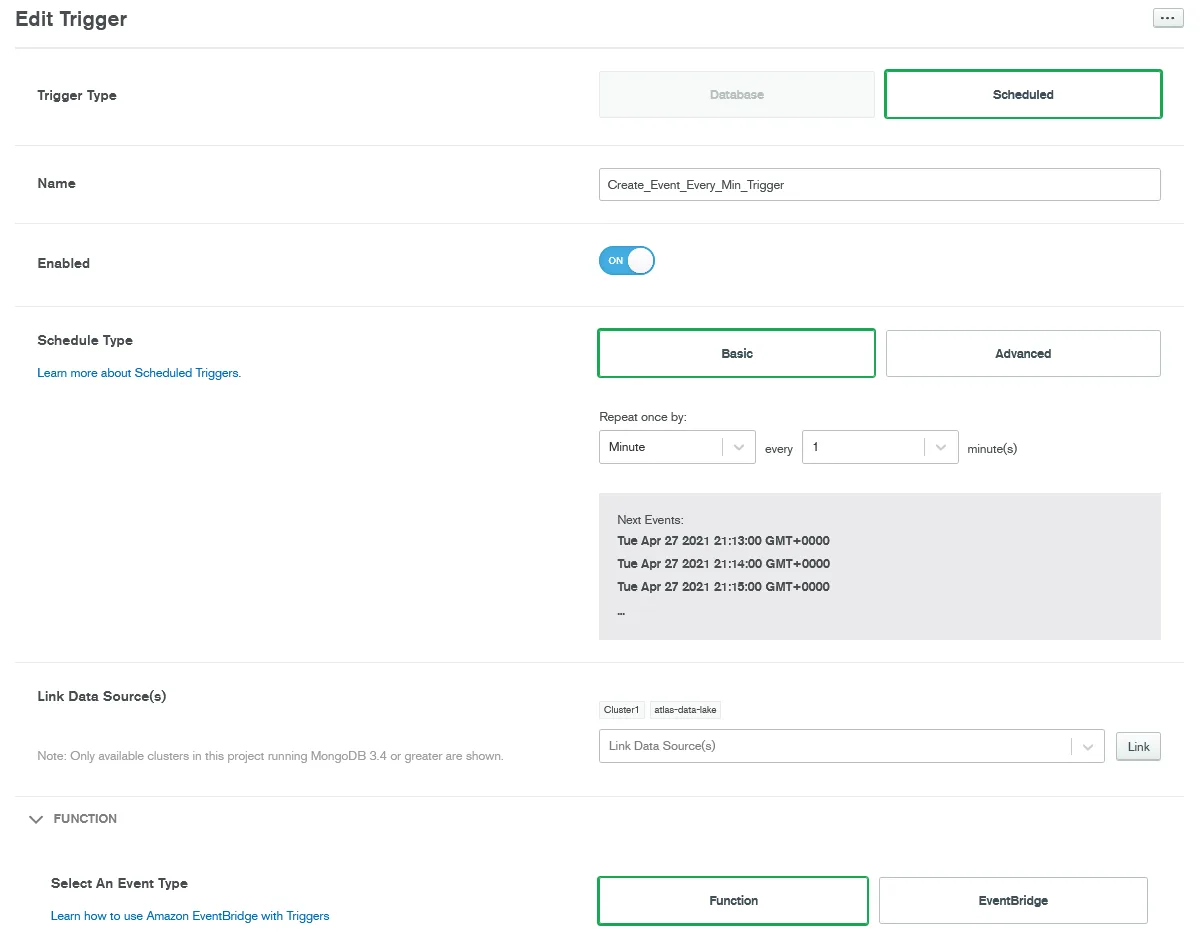 Edit Trigger
...
Trigger Type
Database
Scheduled
Name
Create_Event_Every_Min_Trigger
Enabled
ON
Schedule Type
Learn more about Scheduled Triggers.
Basic
Advanced
Repeat once by:
Minute every 1 minute(s)
Next Events:
Tue Apr 27 2021 21:13:00 GMT+0000
Tue Apr 27 2021 21:14:00 GMT+0000
Tue Apr 27 2021 21:15:00 GMT+0000
...
Link Data Source(s)
Note: Only available clusters in this project running MongoDB 3.4 or greater are shown.
Cluster1 atlas-data-lake
Link Data Source(s)
Link
FUNCTION
Select An Event Type
Learn how to use Amazon EventBridge with Triggers
Function
EventBridge